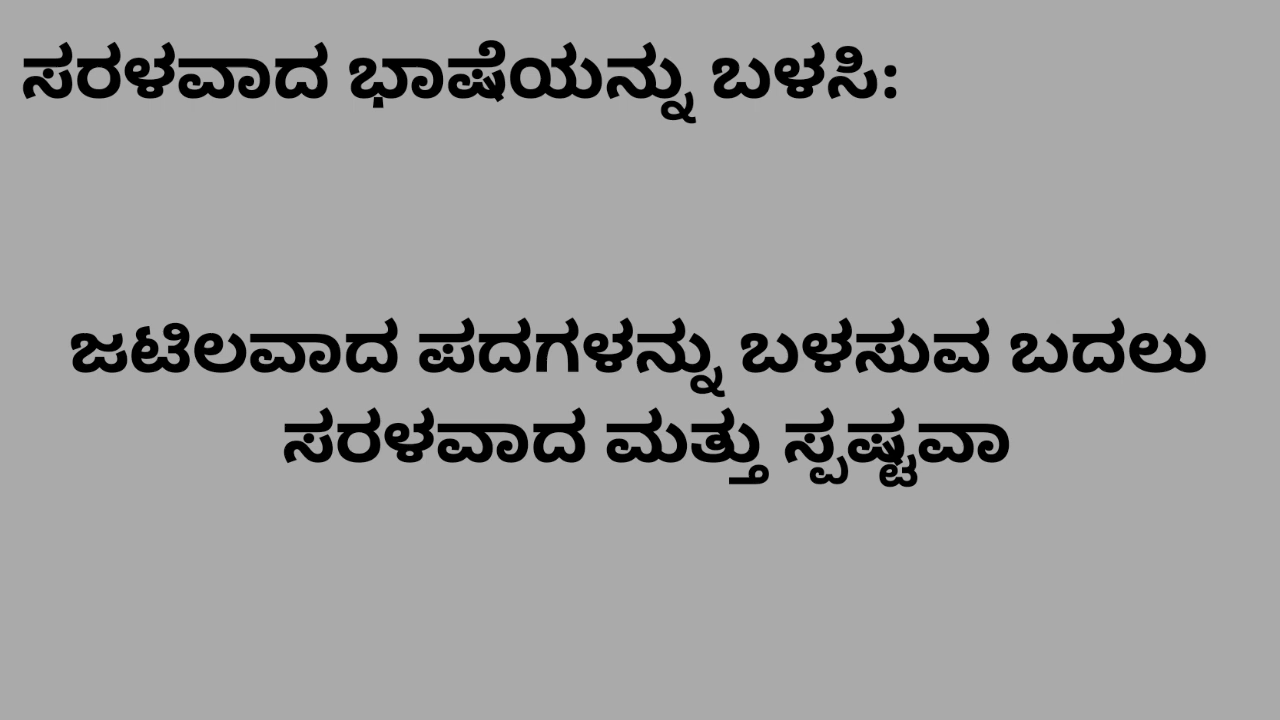 ಸರಳವಾದ ಭಾಷೆಯನ್ನು ಬಳಸಿ:
ಜಟಿಲವಾದ ಪದಗಳನ್ನು ಬಳಸುವ ಬದಲು
ಸರಳವಾದ ಮತ್ತು ಸ್ಪಷ್ಟವಾ